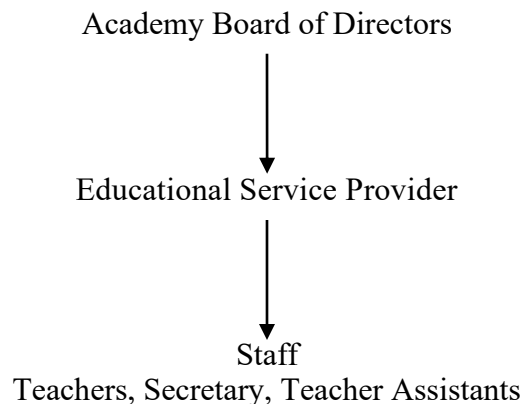 Academy Board of Directors
Educational Service Provider
Staff
Teachers, Secretary, Teacher Assistants